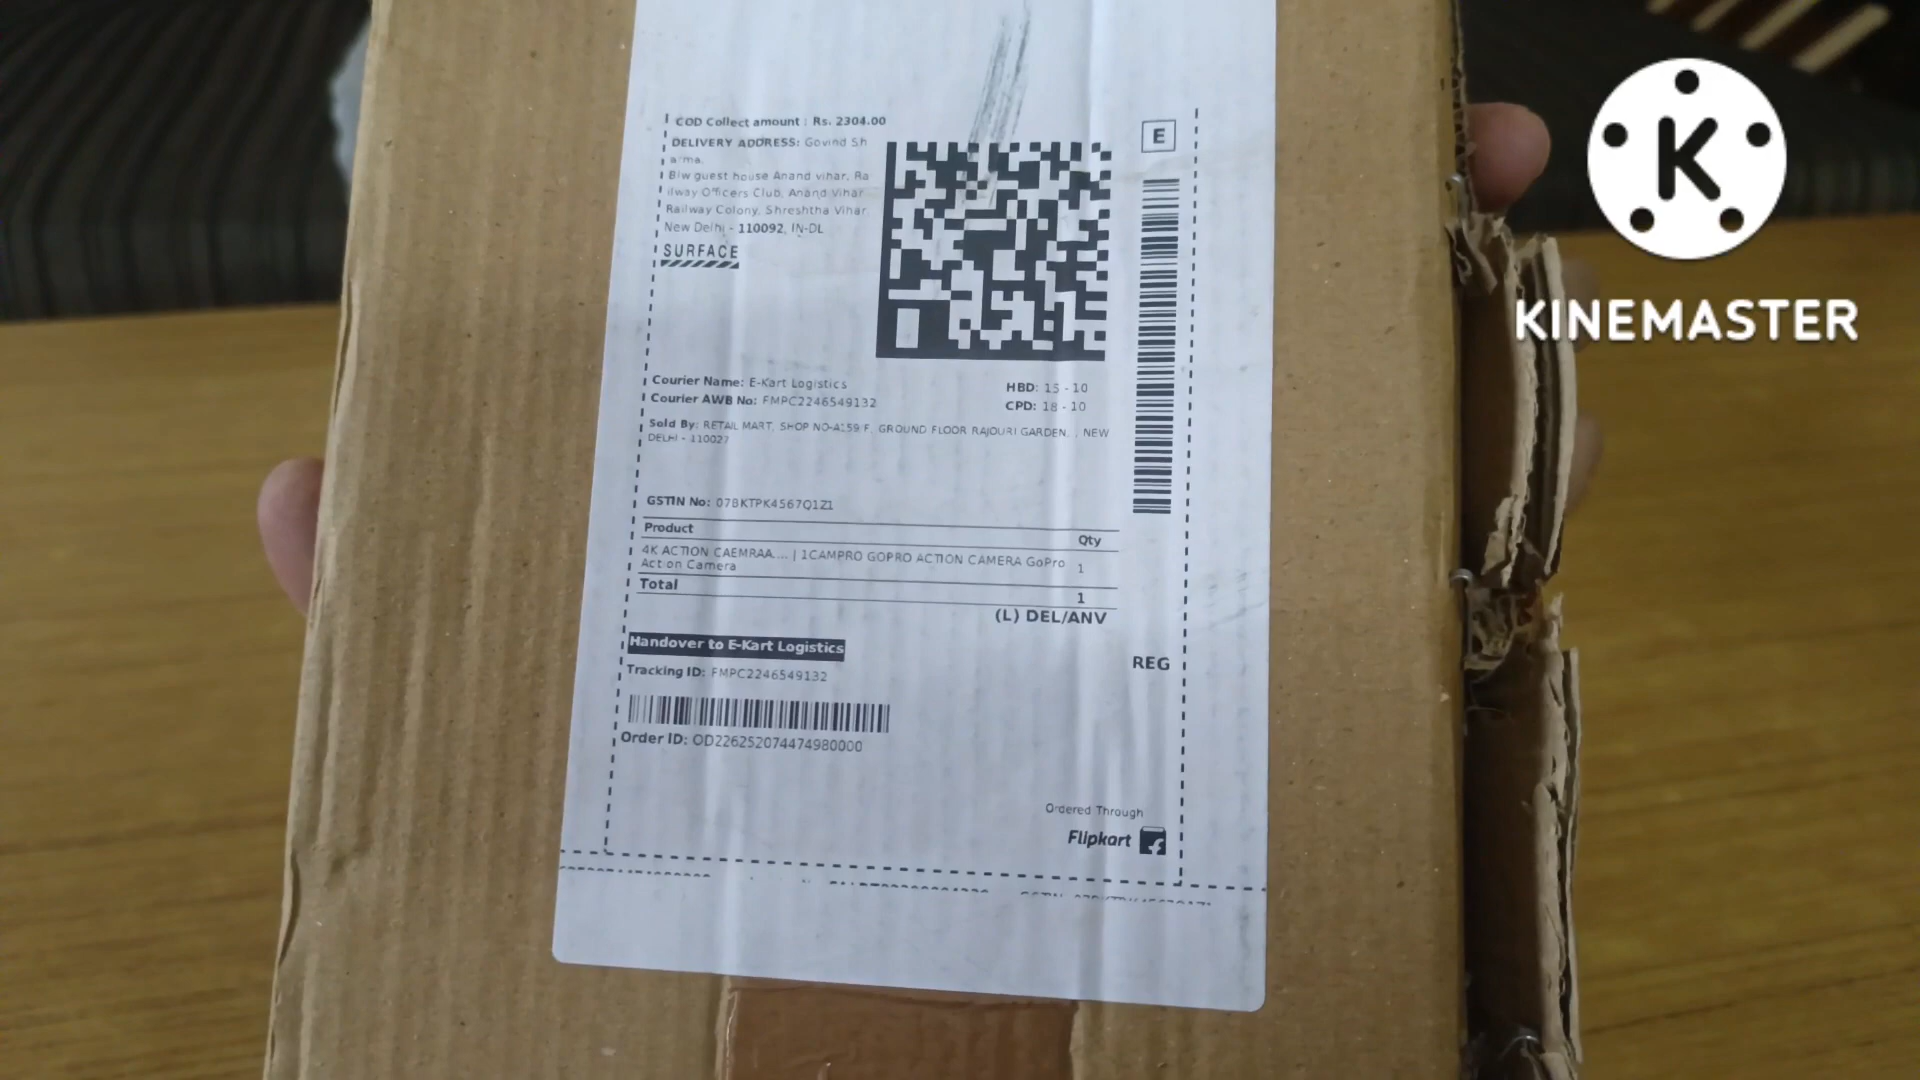 COD Collect amount : Rs. 2304.00
DELIVERY ADDRESS: Govind Sh
arma,
Blw guest house Anand vihar, Ra
ilway Officers Club, Anand Vihar
Railway Colony, Shreshtha Vihar,
New Delhi - 110092, IN-DL
SURFACE
E
KINEMASTER
Courier Name: E-Kart Logistics
Courier AWB No: FMPC2246549132
HBD: 15 - 10
CPD: 18 - 10
Sold By: RETAIL MART, SHOP NO-A159 F, GROUND FLOOR RAJOURI GARDEN, , NEW
DELHI - 110027
GSTIN No: 07BKTPK4567Q1Z1
Product Qty
4K ACTION CAEMRAA.... | 1CAMPRO GOPRO ACTION CAMERA GoPro 1
Action Camera
Total 1
(L) DEL/ANV
Handover to E-Kart Logistics
REG
Tracking ID: FMPC2246549132
Order ID: OD226252074474980000
Ordered Through
Flipkart